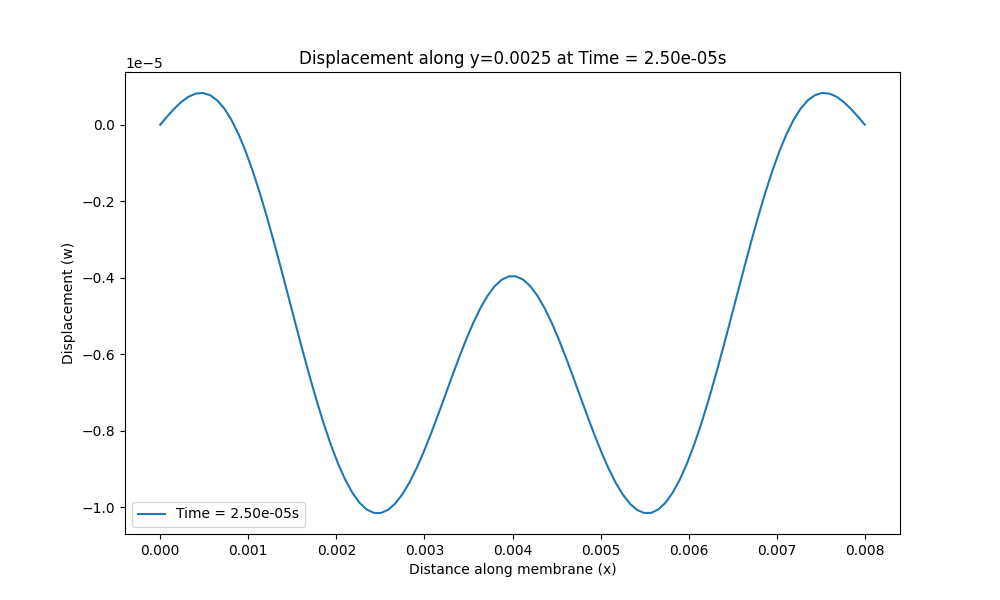 Displacement along y=0.0025 at Time = 2.50e-05s
1e−5
0.0
−0.2
−0.4
−0.6
−0.8
−1.0
Displacement (w)
Time = 2.50e-05s
0.000 0.001 0.002 0.003 0.004 0.005 0.006 0.007 0.008
Distance along membrane (x)